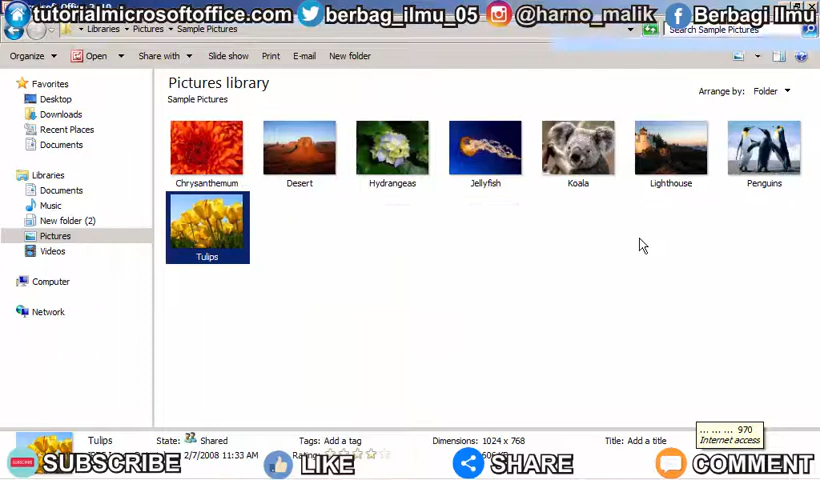 tutorialmicrosoftoffice.com berbag_ilmu_05 @harno_malik Berbagi Ilmu
Libraries Pictures Sample Pictures Search Sample Pictures
Organize Open Share with Slide show Print E-mail New folder
Favorites
Desktop
Downloads
Recent Places
Documents
Libraries
Documents
Music
New folder (2)
Pictures
Videos
Computer
Network
Pictures library
Sample Pictures
Arrange by: Folder
Chrysanthemum Desert Hydrangeas Jellyfish Koala Lighthouse Penguins
Tulips
... ... ... 970
Internet access
Tulips State: Shared Tags: Add a tag Dimensions: 1024 x 768 Title: Add a title
2/7/2008 11:33 AM Rating:
SUBSCRIBE LIKE SHARE COMMENT